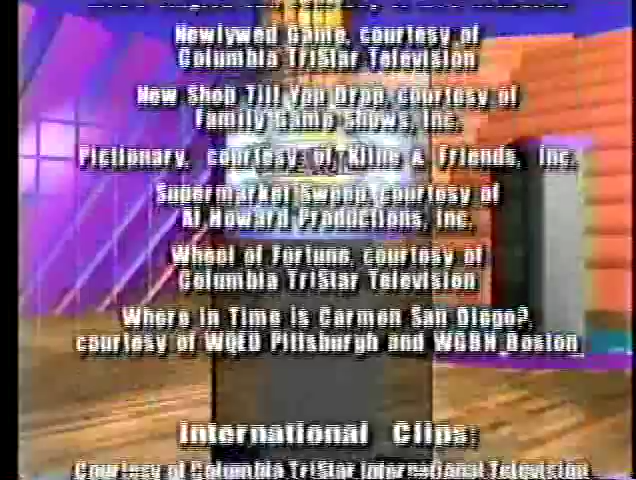 Newlywed Game, courtesy of
Columbia TriStar Television
New Shop Till You Drop, courtesy of
Family Game Shows, Inc.
Pictionary, courtesy of Kline & Friends, Inc.
Supermarket Sweep, courtesy of
Al Howard Productions, Inc.
Wheel of Fortune, courtesy of
Columbia TriStar Television
Where in Time is Carmen San Diego?,
courtesy of WQED Pittsburgh and WGBH Boston
International Clips:
Courtesy of Columbia TriStar International Television